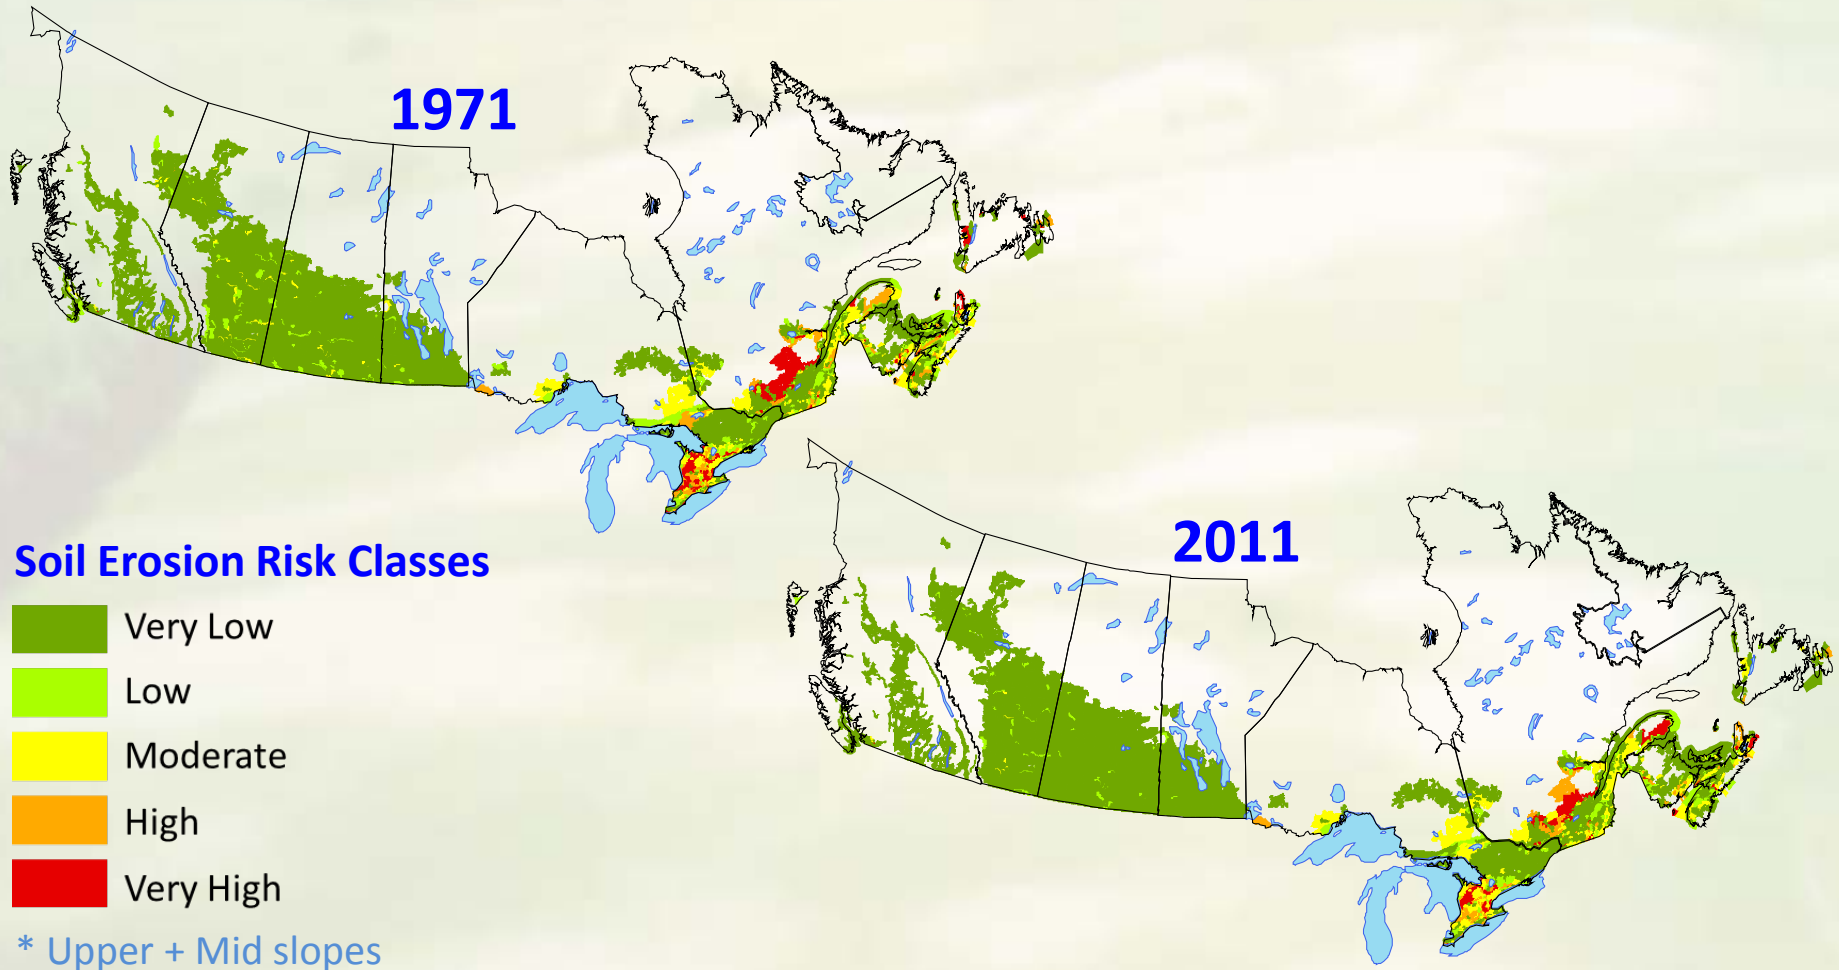 1971
2011
Soil Erosion Risk Classes
Very Low
Low
Moderate
High
Very High
* Upper + Mid slopes